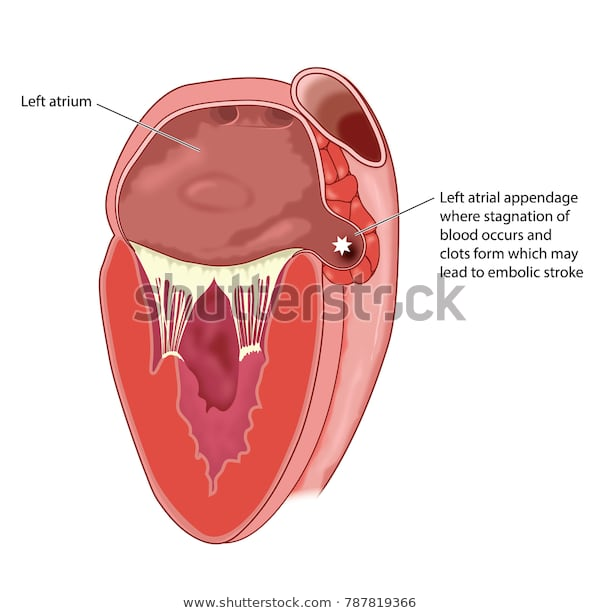 Left atrium
Left atrial appendage
where stagnation of
blood occurs and
clots form which may
lead to embolic stroke
shutterstock
shutterstock.com • 787819366